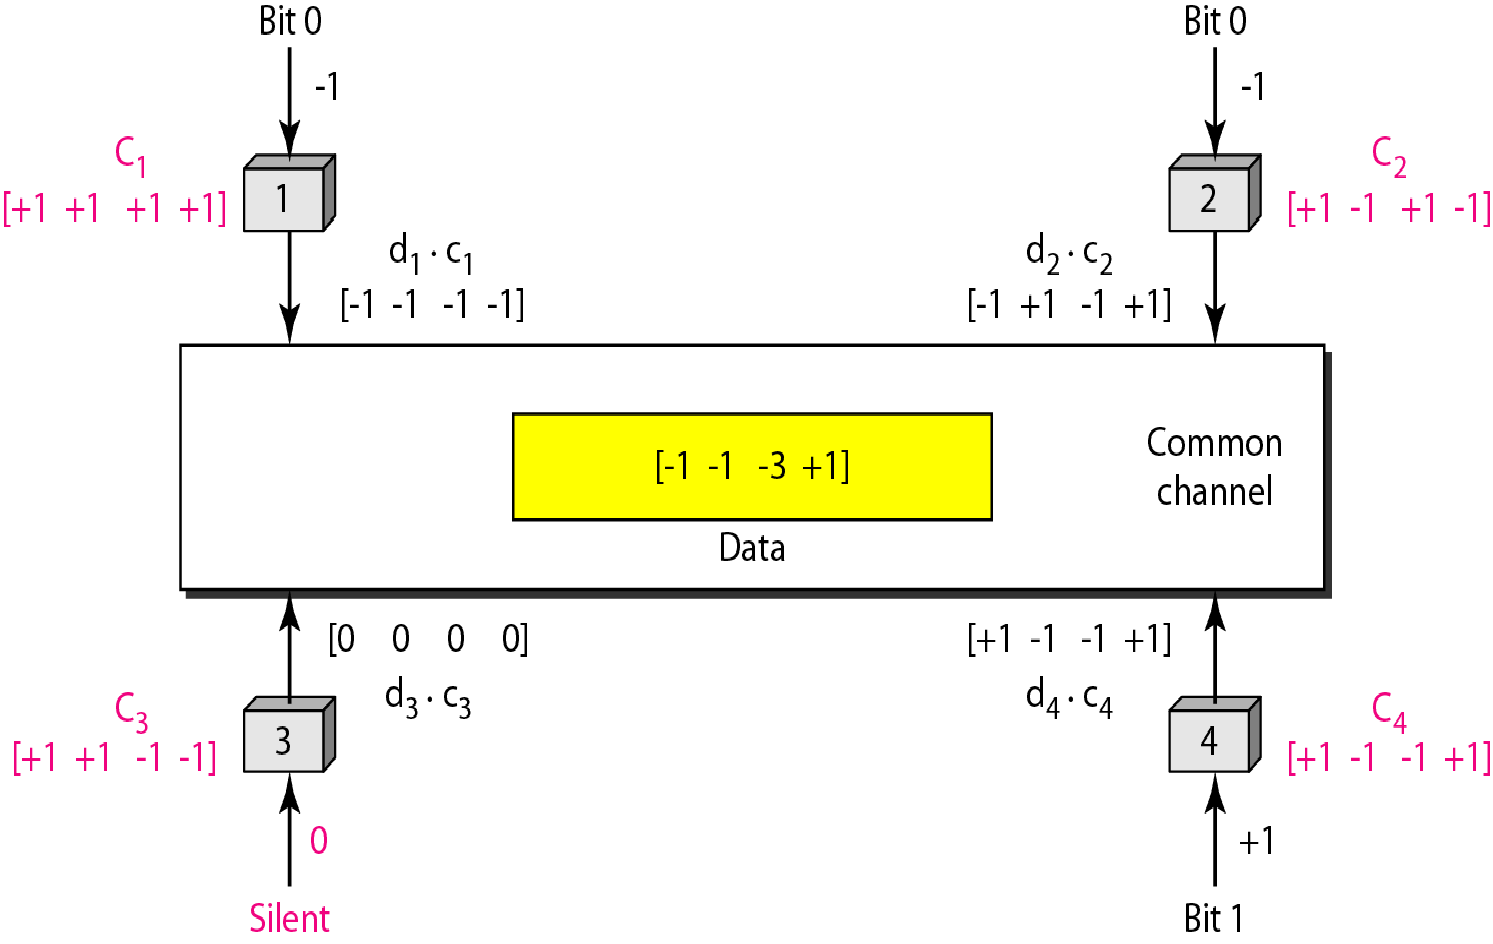 Bit 0
Bit 0
-1
-1
C1
C2
[+1 +1 +1 +1]
1
2
[+1 -1 +1 -1]
d1 . c1
d2 . c2
[-1 -1 -1 -1]
[-1 +1 -1 +1]
[-1 -1 -3 +1]
Common
channel
Data
[0 0 0 0]
[+1 -1 -1 +1]
d3 . c3
d4 . c4
C3
C4
[+1 +1 -1 -1]
3
4
[+1 -1 -1 +1]
0
+1
Silent
Bit 1